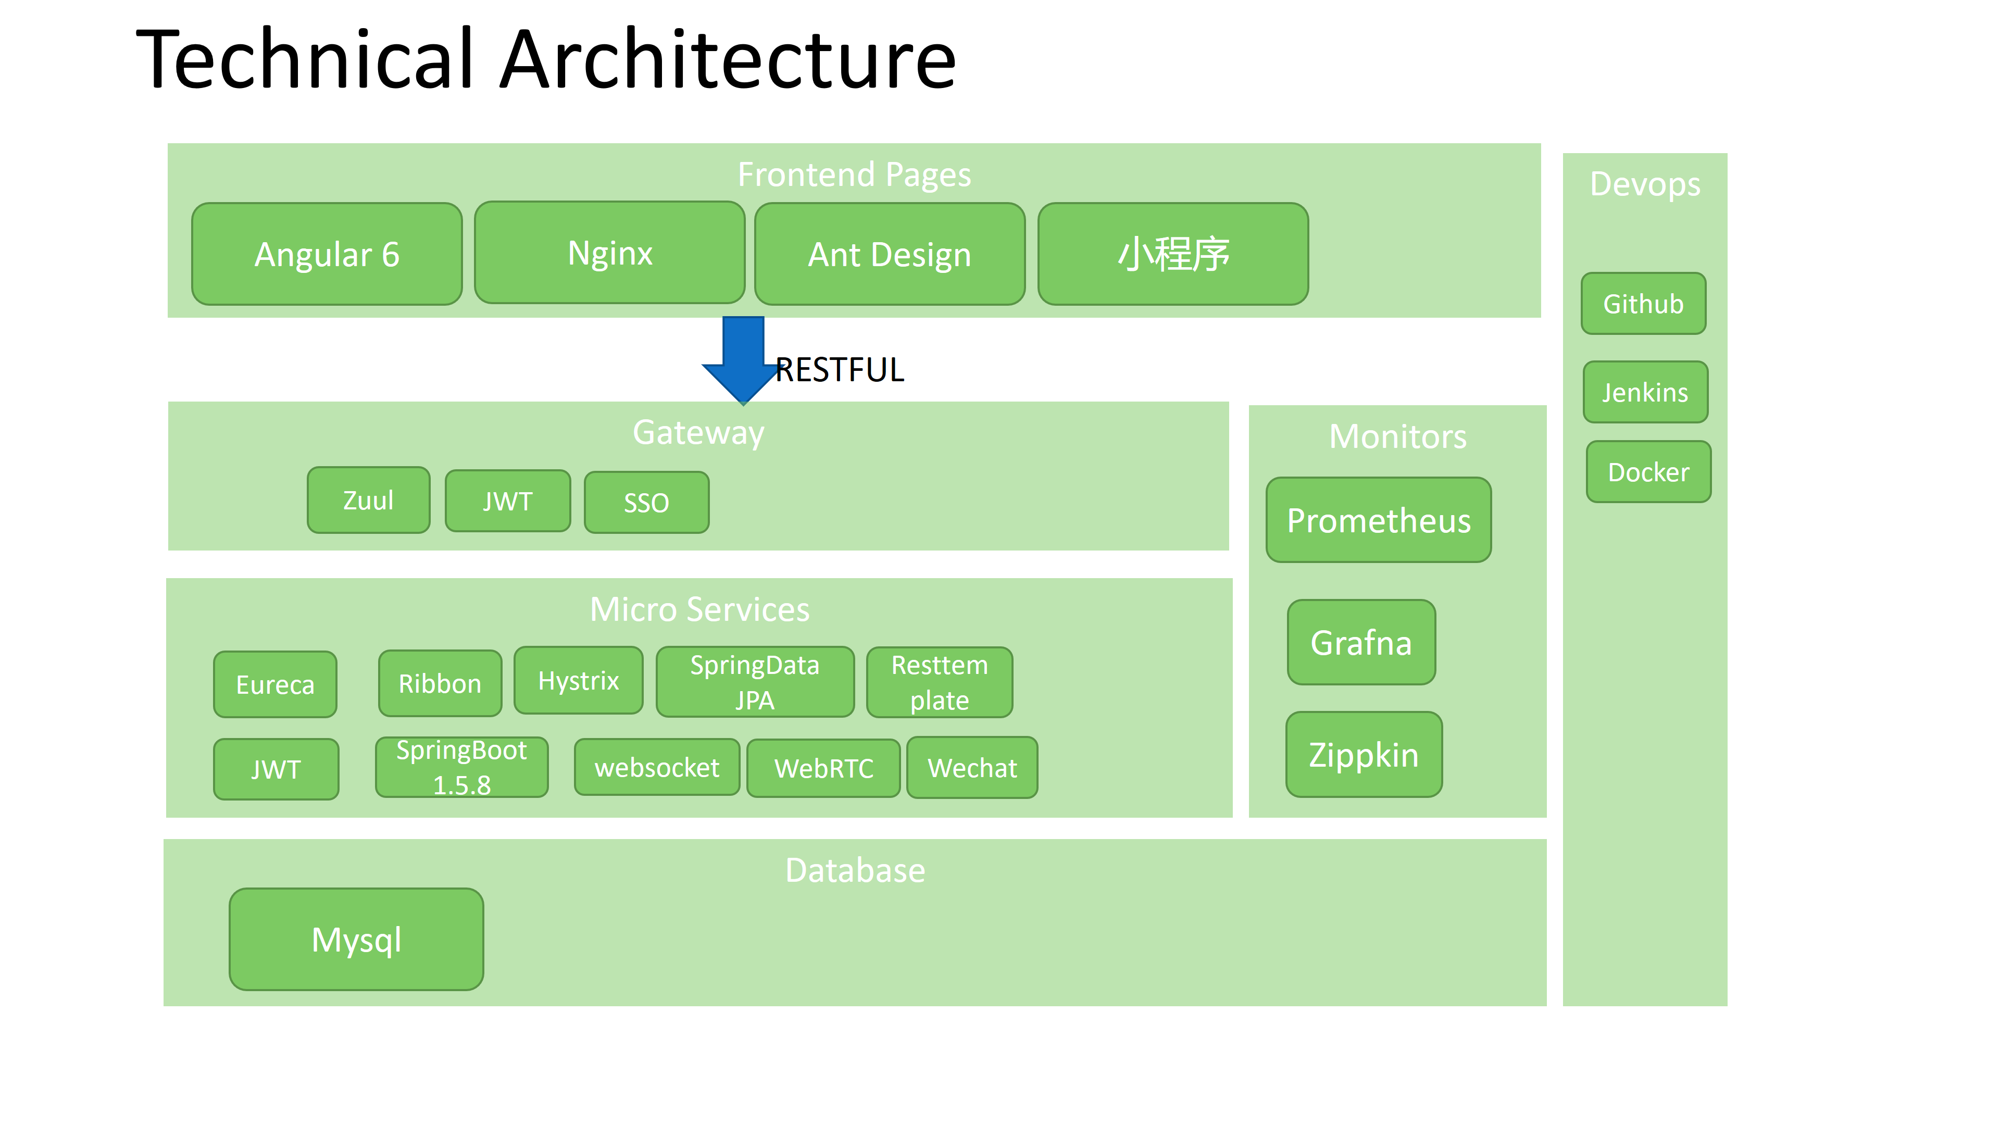 Technical Architecture
Frontend Pages
Angular 6
Nginx
Ant Design
小程序
RESTFUL
Gateway
Zuul
JWT
SSO
Micro Services
Eureca
Ribbon
Hystrix
SpringData
JPA
Resttem
plate
JWT
SpringBoot
1.5.8
websocket
WebRTC
Wechat
Monitors
Prometheus
Grafna
Zippkin
Database
Mysql
Devops
Github
Jenkins
Docker